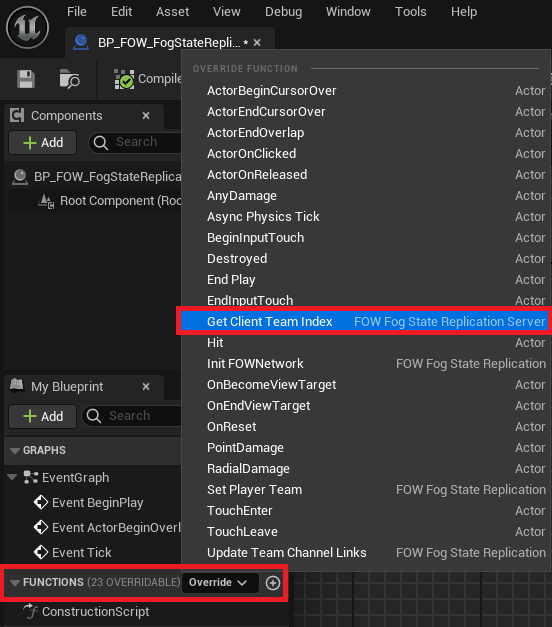 File Edit Asset View Debug Window Tools Help
BP_FOW_FogStateRepli... •
Compile
Components
Add
Search
BP_FOW_FogStateReplica
Root Component (Roo
My Blueprint
Add
Search
GRAPHS
EventGraph
Event BeginPlay
Event ActorBeginOverl
Event Tick
FUNCTIONS (23 OVERRIDABLE) Override
ConstructionScript
OVERRIDE FUNCTION
ActorBeginCursorOver Actor
ActorEndCursorOver Actor
ActorEndOverlap Actor
ActorOnClicked Actor
ActorOnReleased Actor
AnyDamage Actor
Async Physics Tick Actor
BeginInputTouch Actor
Destroyed Actor
End Play Actor
EndInputTouch Actor
Get Client Team Index FOW Fog State Replication Server
Hit Actor
Init FOWNetwork FOW Fog State Replication
OnBecomeViewTarget Actor
OnEndViewTarget Actor
OnReset Actor
PointDamage Actor
RadialDamage Actor
Set Player Team FOW Fog State Replication
TouchEnter Actor
TouchLeave Actor
Update Team Channel Links FOW Fog State Replication